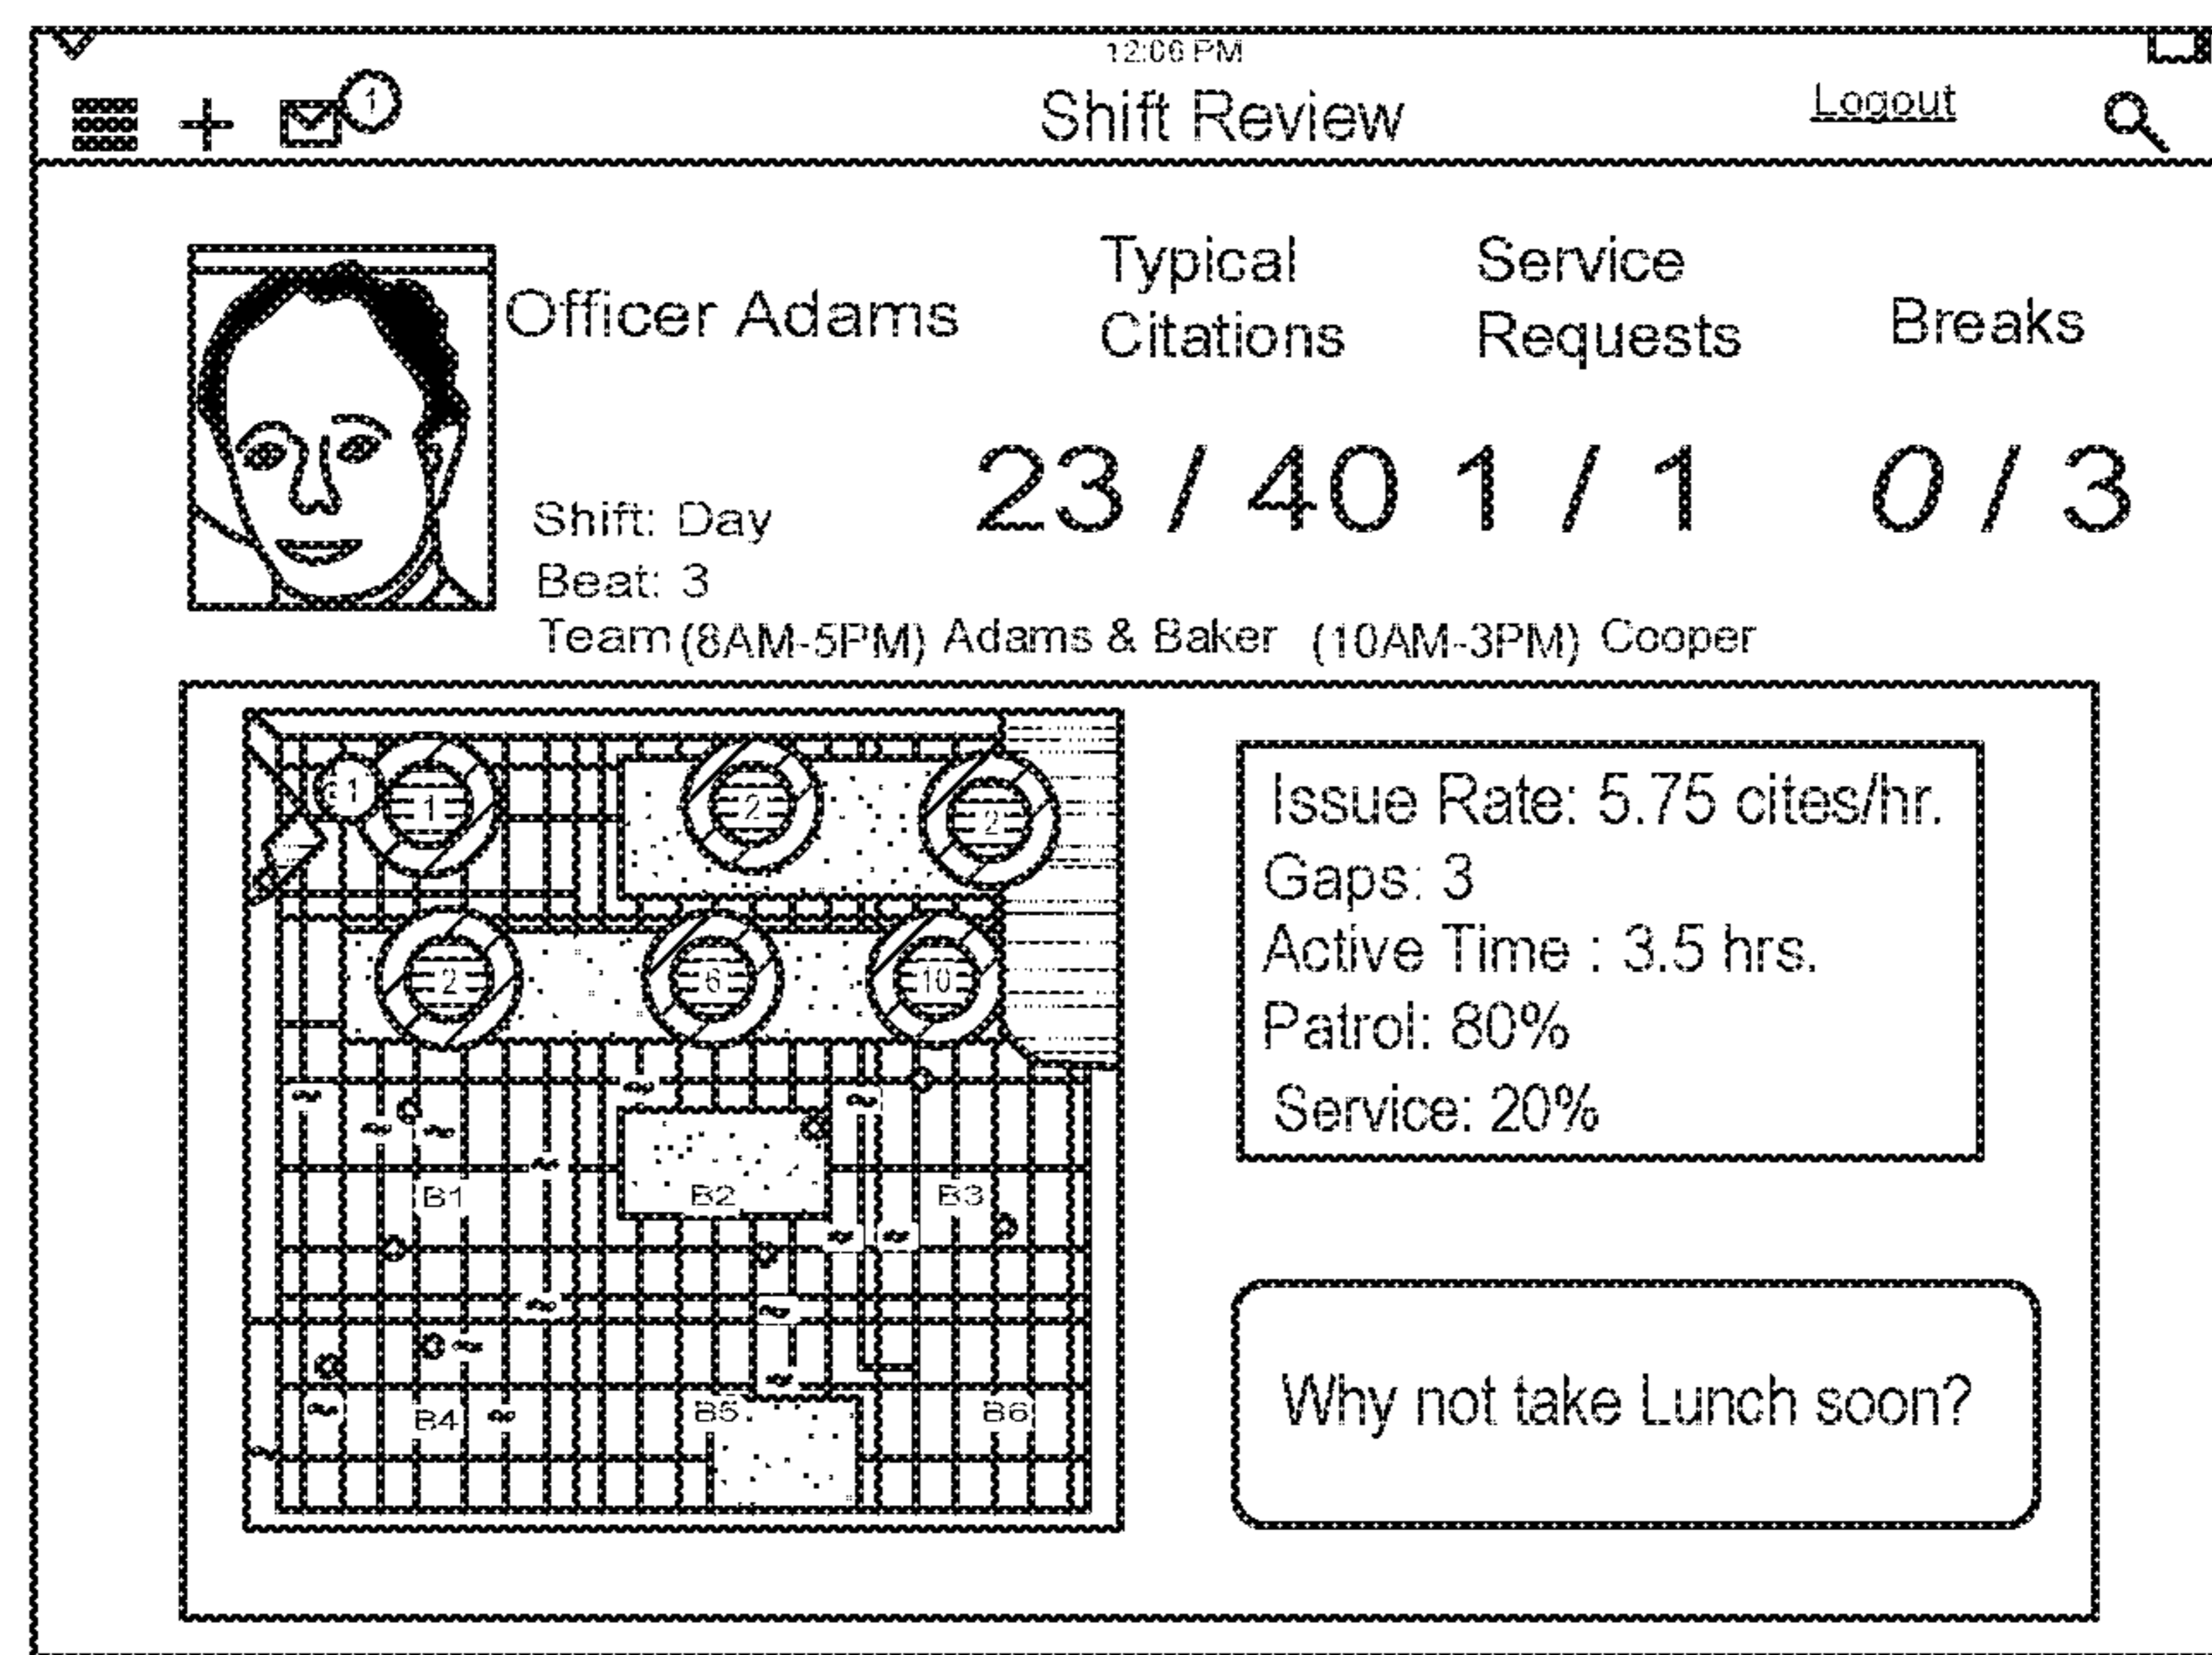 12:06 PM
1
Shift Review
Logout
Officer Adams
Typical
Citations
Service
Requests
Breaks
23 / 40
1 / 1
0 / 3
Shift: Day
Beat: 3
Team (8AM-5PM) Adams & Baker (10AM-3PM) Cooper
1
2
2
2
6
10
B1
B2
B3
B4
B5
B6
Issue Rate: 5.75 cites/hr.
Gaps: 3
Active Time : 3.5 hrs.
Patrol: 80%
Service: 20%
Why not take Lunch soon?